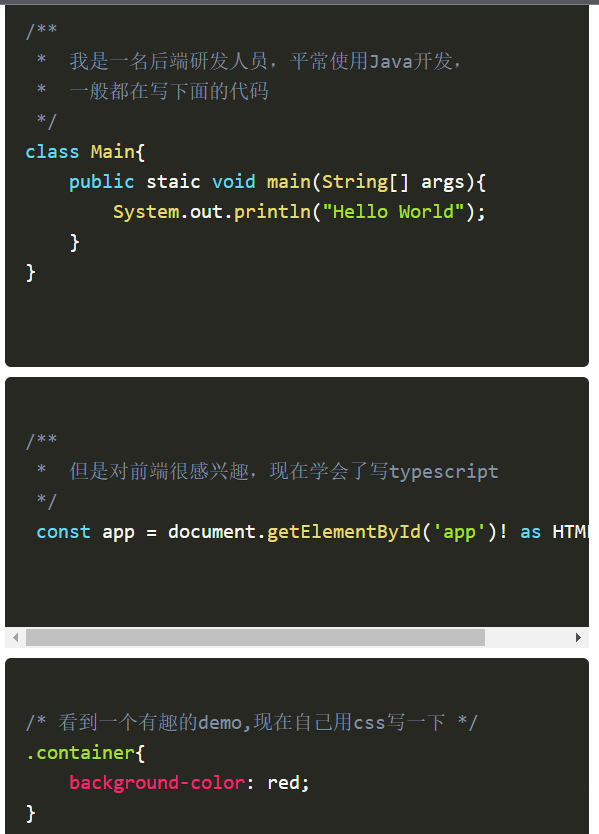 /**
 *  我是一名后端研发人员，平常使用Java开发，
 *  一般都在写下面的代码
 */
class Main{
    public staic void main(String[] args){
        System.out.println("Hello World");
    }
}
/**
 *  但是对前端很感兴趣，现在学会了写typescript
 */
 const app = document.getElementById('app')! as
/* 看到一个有趣的demo,现在自己用css写一下 */
.container{
    background-color: red;
}